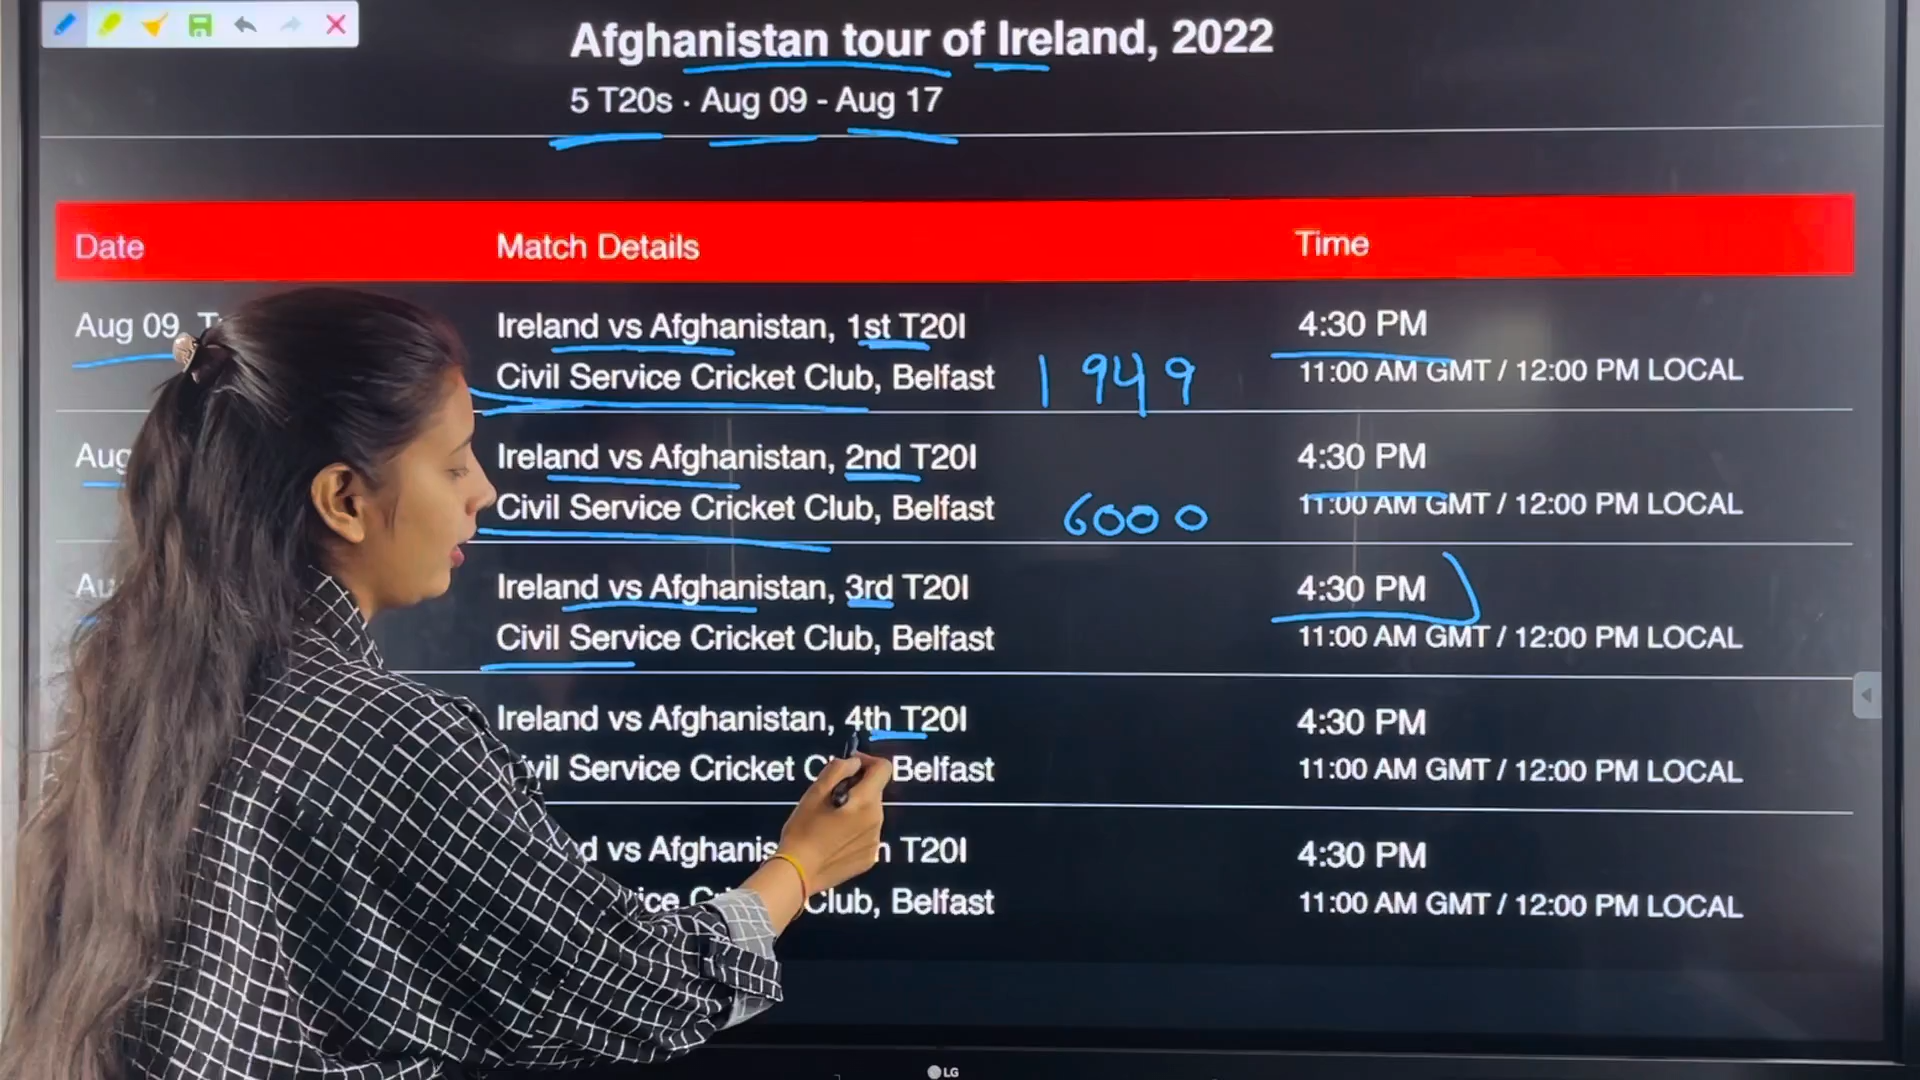 Afghanistan tour of Ireland, 2022
5 T20s · Aug 09 - Aug 17
Date Match Details Time
Aug 09, Ireland vs Afghanistan, 1st T20I 4:30 PM
Civil Service Cricket Club, Belfast 1949 11:00 AM GMT / 12:00 PM LOCAL
Aug Ireland vs Afghanistan, 2nd T20I 4:30 PM
Civil Service Cricket Club, Belfast 6000 11:00 AM GMT / 12:00 PM LOCAL
Ireland vs Afghanistan, 3rd T20I 4:30 PM
Civil Service Cricket Club, Belfast 11:00 AM GMT / 12:00 PM LOCAL
Ireland vs Afghanistan, 4th T20I 4:30 PM
Service Cricket Belfast 11:00 AM GMT / 12:00 PM LOCAL
vs T20I 4:30 PM
Club, Belfast 11:00 AM GMT / 12:00 PM LOCAL
LG